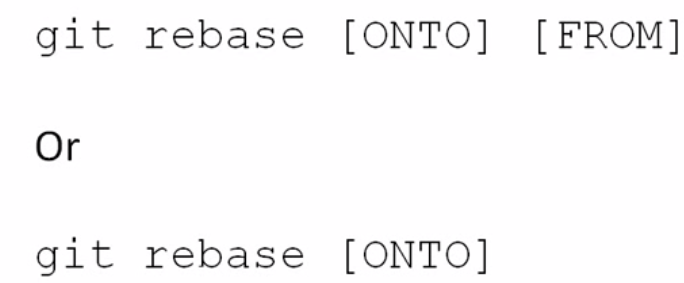 git rebase [ONTO] [FROM]
Or
git rebase [ONTO]